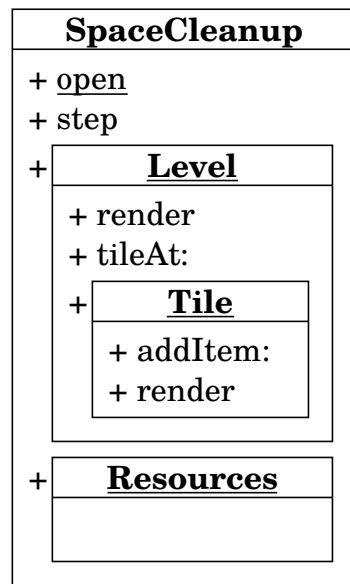 SpaceCleanup
+ open
+ step
+ Level
+ render
+ tileAt:
+ Tile
+ addItem:
+ render
+ Resources